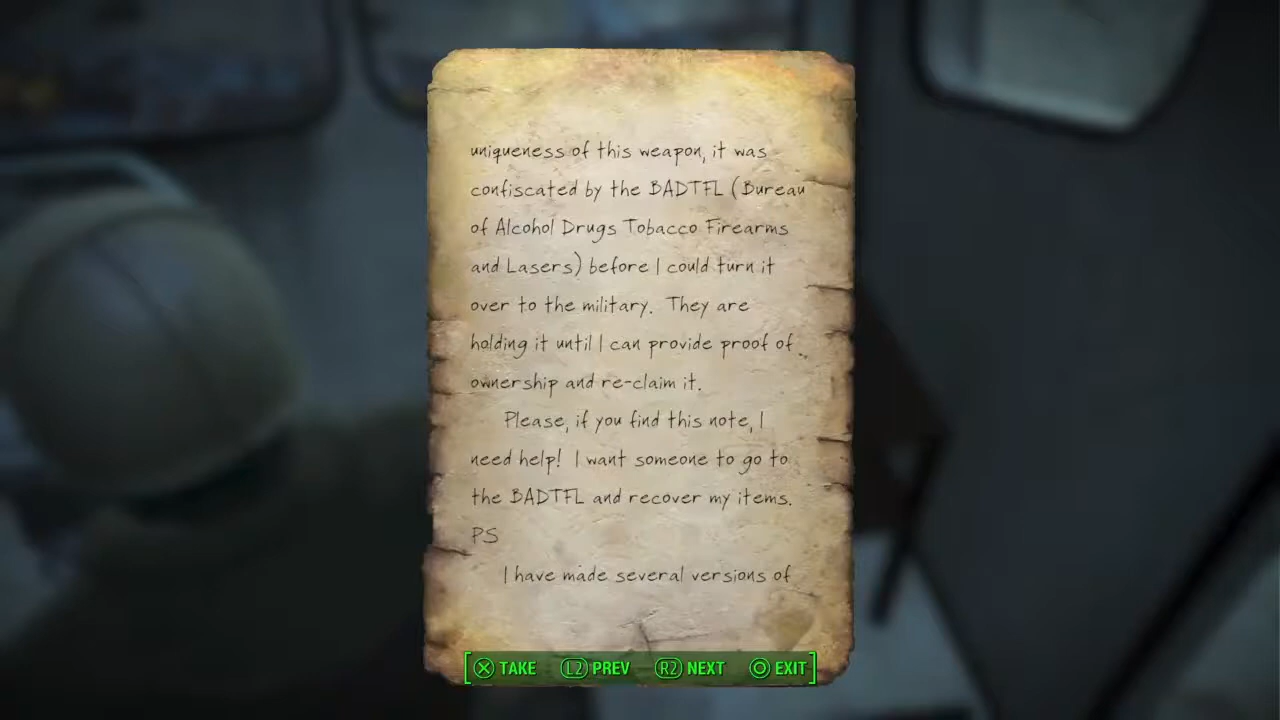 uniqueness of this weapon, it was
confiscated by the BADTFL (Bureau
of Alcohol Drugs Tobacco Firearms
and Lasers) before I could turn it
over to the military. They are
holding it until I can provide proof of
ownership and re-claim it.
Please, if you find this note, I
need help! I want someone to go to
the BADTFL and recover my items.
PS
I have made several versions of
TAKE L2 PREV R2 NEXT EXIT